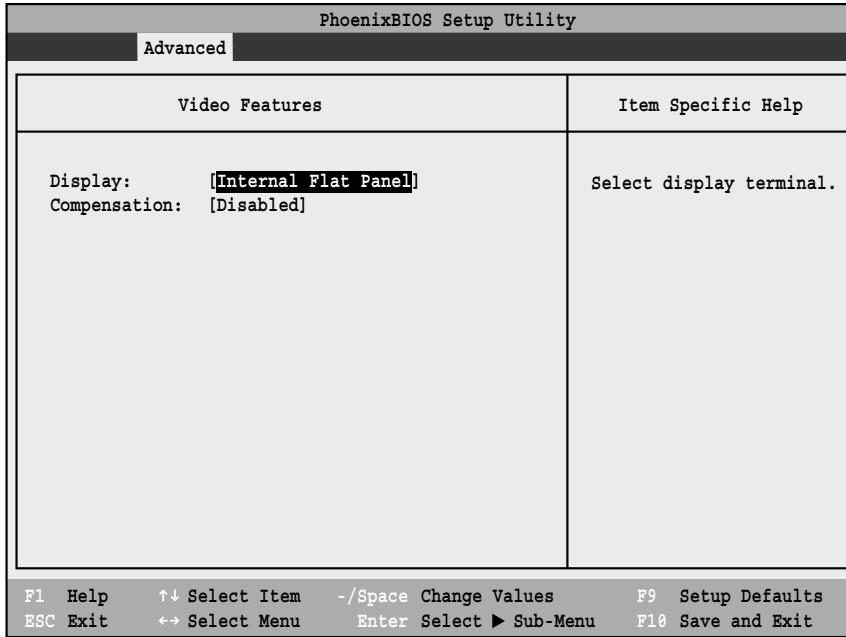 PhoenixBIOS Setup Utility
Advanced
Video Features
Item Specific Help
Display: [Internal Flat Panel]
Select display terminal.
Compensation: [Disabled]
F1 Help ↑↓ Select Item -/Space Change Values F9 Setup Defaults
ESC Exit ←→ Select Menu Enter Select ▶ Sub-Menu F10 Save and Exit